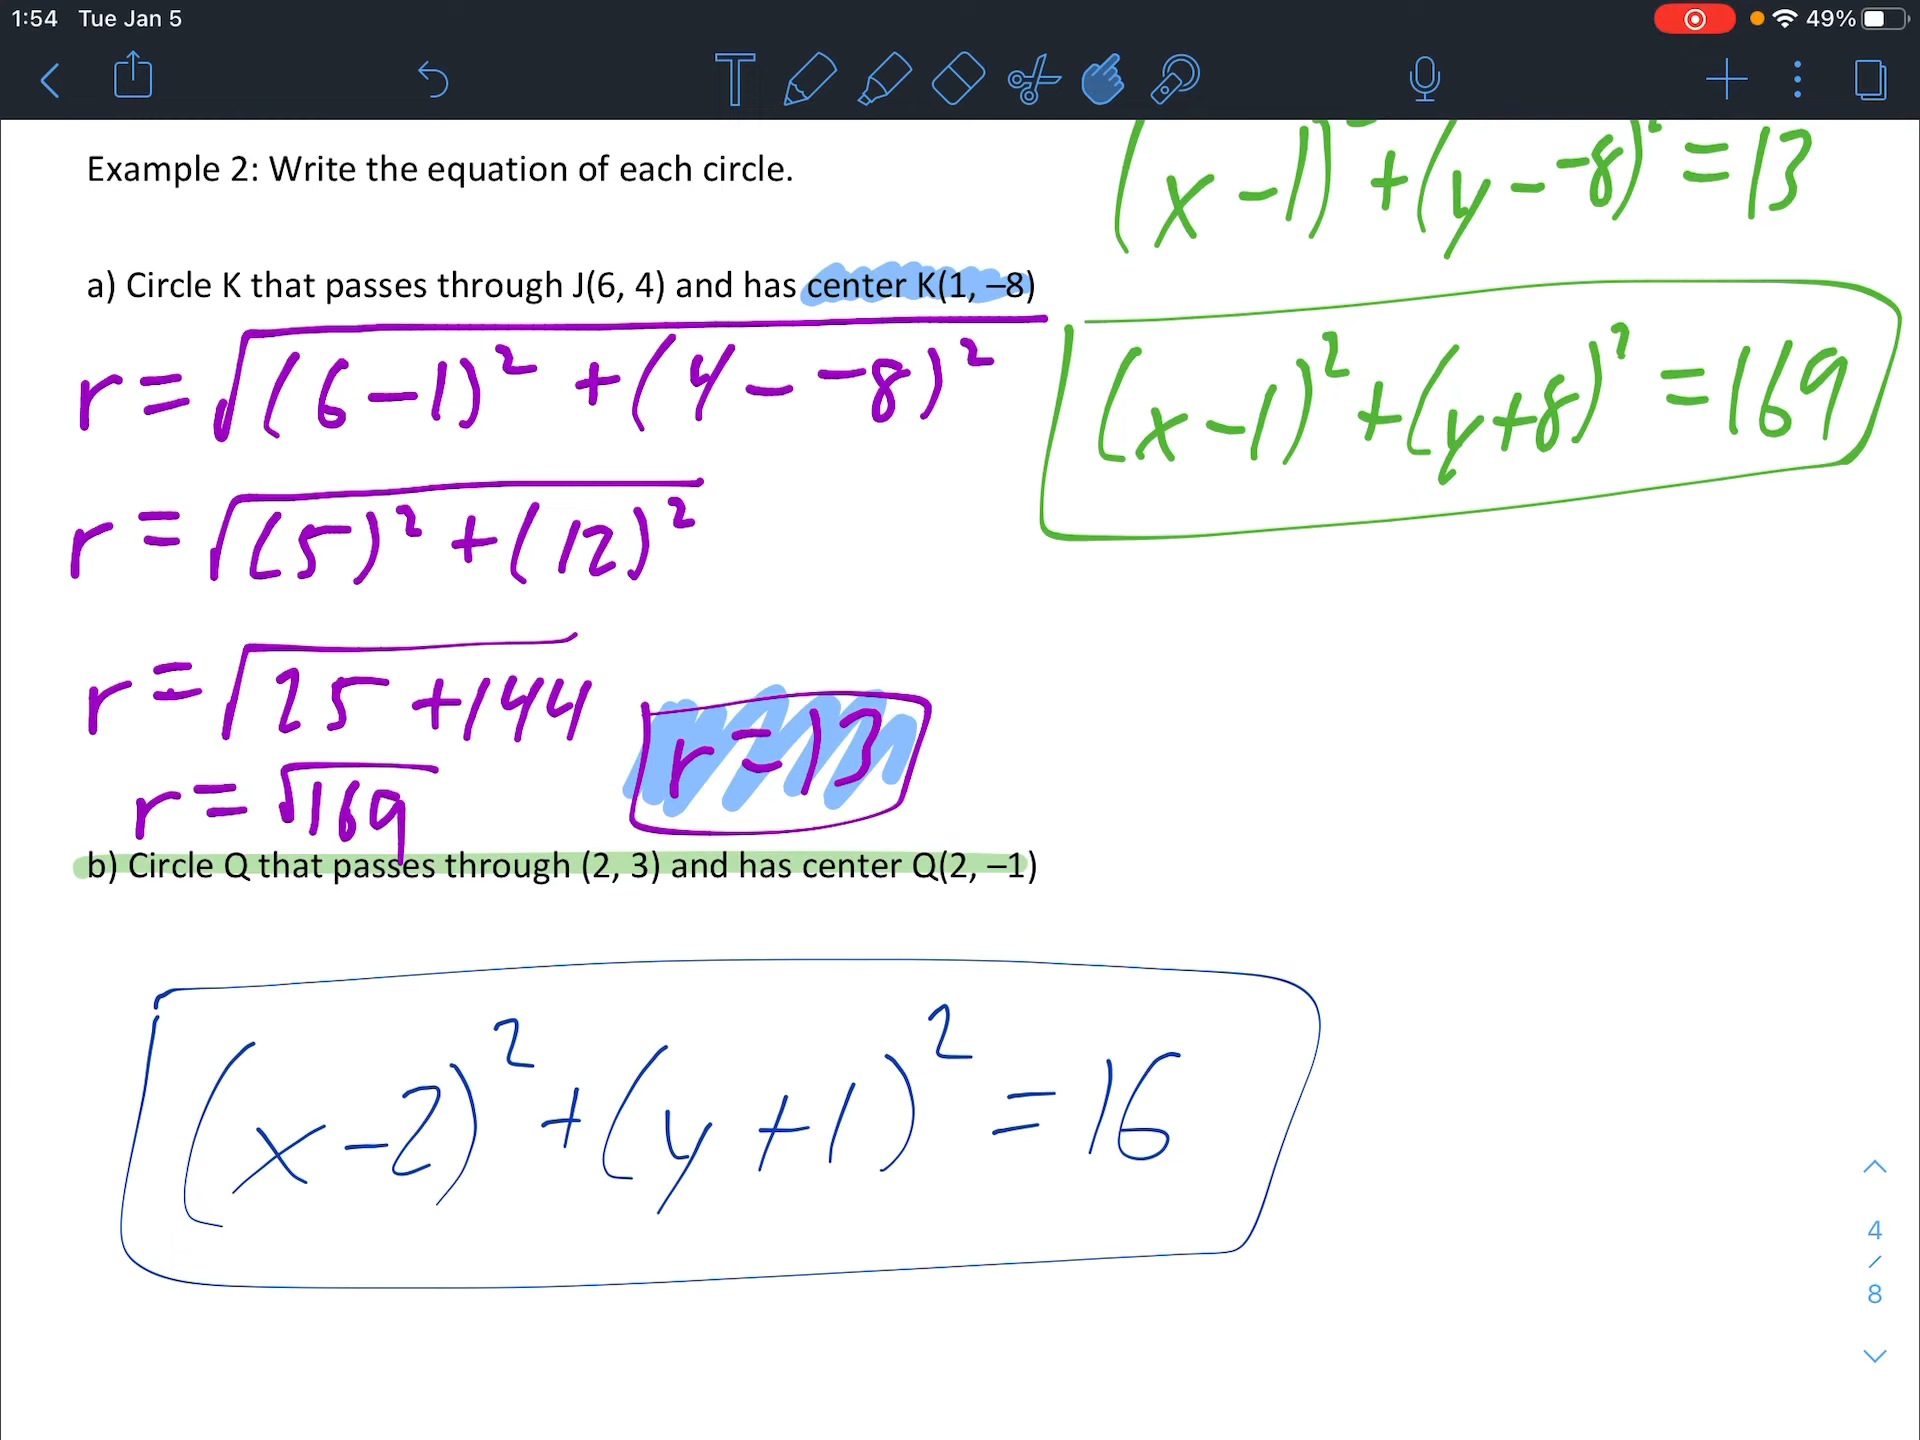 1:54 Tue Jan 5
49%
Example 2: Write the equation of each circle.
(x-1)² + (y--8)² = 13
a) Circle K that passes through J(6, 4) and has center K(1, –8)
r = √(6-1)² + (4--8)²
(x-1)² + (y+8)² = 169
r = √(5)² + (12)²
r = √25 + 144
r = 13
r = √169
b) Circle Q that passes through (2, 3) and has center Q(2, –1)
(x-2)² + (y+1)² = 16
4
/
8